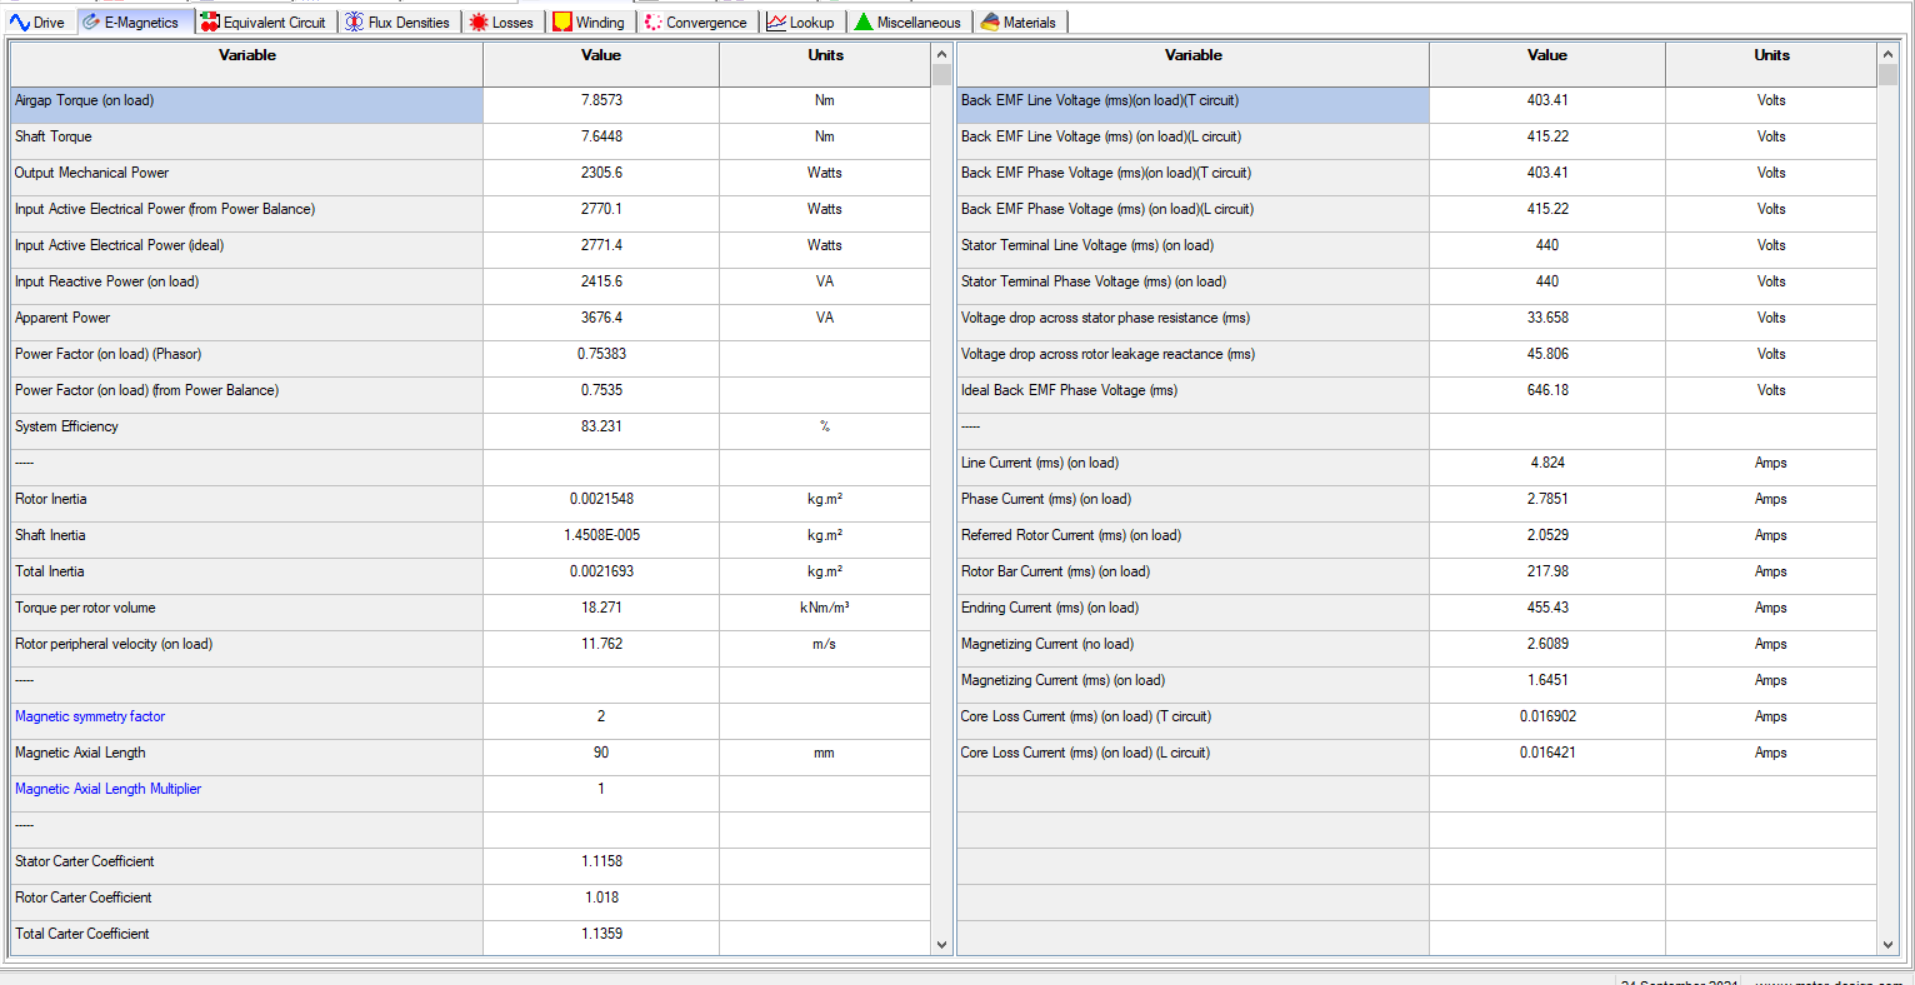 Drive E-Magnetics Equivalent Circuit Flux Densities Losses Winding Convergence Lookup Miscellaneous Materials
Variable Value Units
Airgap Torque (on load) 7.8573 Nm
Shaft Torque 7.6448 Nm
Output Mechanical Power 2305.6 Watts
Input Active Electrical Power (from Power Balance) 2770.1 Watts
Input Active Electrical Power (ideal) 2771.4 Watts
Input Reactive Power (on load) 2415.6 VA
Apparent Power 3676.4 VA
Power Factor (on load) (Phasor) 0.75383
Power Factor (on load) (from Power Balance) 0.7535
System Efficiency 83.231 %
-----
Rotor Inertia 0.0021548 kg.m²
Shaft Inertia 1.4508E-005 kg.m²
Total Inertia 0.0021693 kg.m²
Torque per rotor volume 18.271 kNm/m³
Rotor peripheral velocity (on load) 11.762 m/s
-----
Magnetic symmetry factor 2
Magnetic Axial Length 90 mm
Magnetic Axial Length Multiplier 1
-----
Stator Carter Coefficient 1.1158
Rotor Carter Coefficient 1.018
Total Carter Coefficient 1.1359
Variable Value Units
Back EMF Line Voltage (rms)(on load)(T circuit) 403.41 Volts
Back EMF Line Voltage (rms) (on load)(L circuit) 415.22 Volts
Back EMF Phase Voltage (rms)(on load)(T circuit) 403.41 Volts
Back EMF Phase Voltage (rms) (on load)(L circuit) 415.22 Volts
Stator Terminal Line Voltage (rms) (on load) 440 Volts
Stator Terminal Phase Voltage (rms) (on load) 440 Volts
Voltage drop across stator phase resistance (rms) 33.658 Volts
Voltage drop across rotor leakage reactance (rms) 45.806 Volts
Ideal Back EMF Phase Voltage (rms) 646.18 Volts
-----
Line Current (rms) (on load) 4.824 Amps
Phase Current (rms) (on load) 2.7851 Amps
Referred Rotor Current (rms) (on load) 2.0529 Amps
Rotor Bar Current (rms) (on load) 217.98 Amps
Endring Current (rms) (on load) 455.43 Amps
Magnetizing Current (no load) 2.6089 Amps
Magnetizing Current (rms) (on load) 1.6451 Amps
Core Loss Current (rms) (on load) (T circuit) 0.016902 Amps
Core Loss Current (rms) (on load) (L circuit) 0.016421 Amps